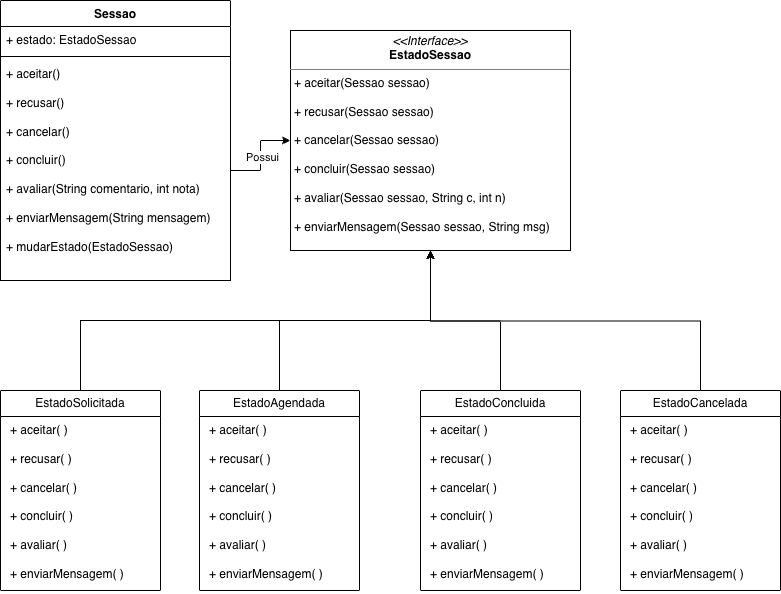 Sessao
+ estado: EstadoSessao
+ aceitar()
+ recusar()
+ cancelar()
+ concluir()
+ avaliar(String comentario, int nota)
+ enviarMensagem(String mensagem)
+ mudarEstado(EstadoSessao)
Possui
<<Interface>>
EstadoSessao
+ aceitar(Sessao sessao)
+ recusar(Sessao sessao)
+ cancelar(Sessao sessao)
+ concluir(Sessao sessao)
+ avaliar(Sessao sessao, String c, int n)
+ enviarMensagem(Sessao sessao, String msg)
EstadoSolicitada
+ aceitar( )
+ recusar( )
+ cancelar( )
+ concluir( )
+ avaliar( )
+ enviarMensagem( )
EstadoAgendada
+ aceitar( )
+ recusar( )
+ cancelar( )
+ concluir( )
+ avaliar( )
+ enviarMensagem( )
EstadoConcluida
+ aceitar( )
+ recusar( )
+ cancelar( )
+ concluir( )
+ avaliar( )
+ enviarMensagem( )
EstadoCancelada
+ aceitar( )
+ recusar( )
+ cancelar( )
+ concluir( )
+ avaliar( )
+ enviarMensagem( )